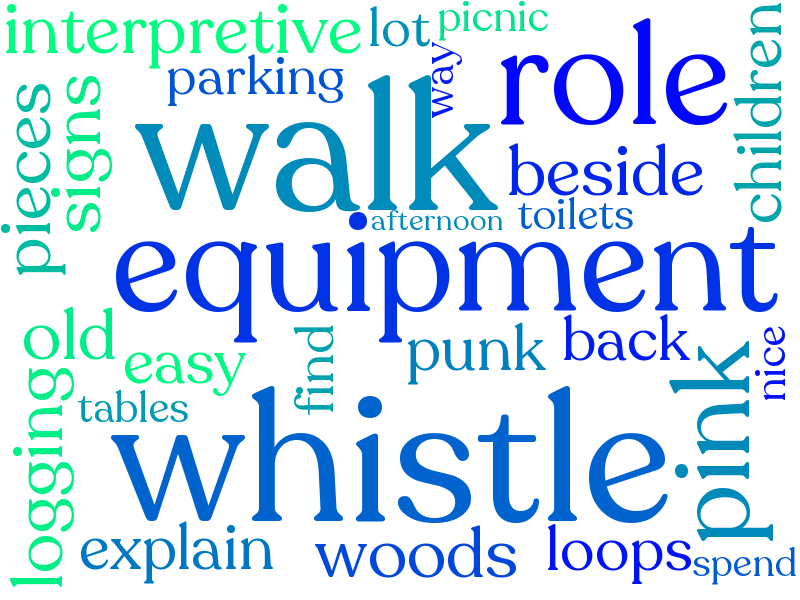 interpretive
lot
picnic
parking
way
role
children
pieces
signs
walk
beside
afternoon
toilets
equipment
old
easy
find
punk
back
nice
tables
logging
whistle
pink
explain
woods
loops
spend